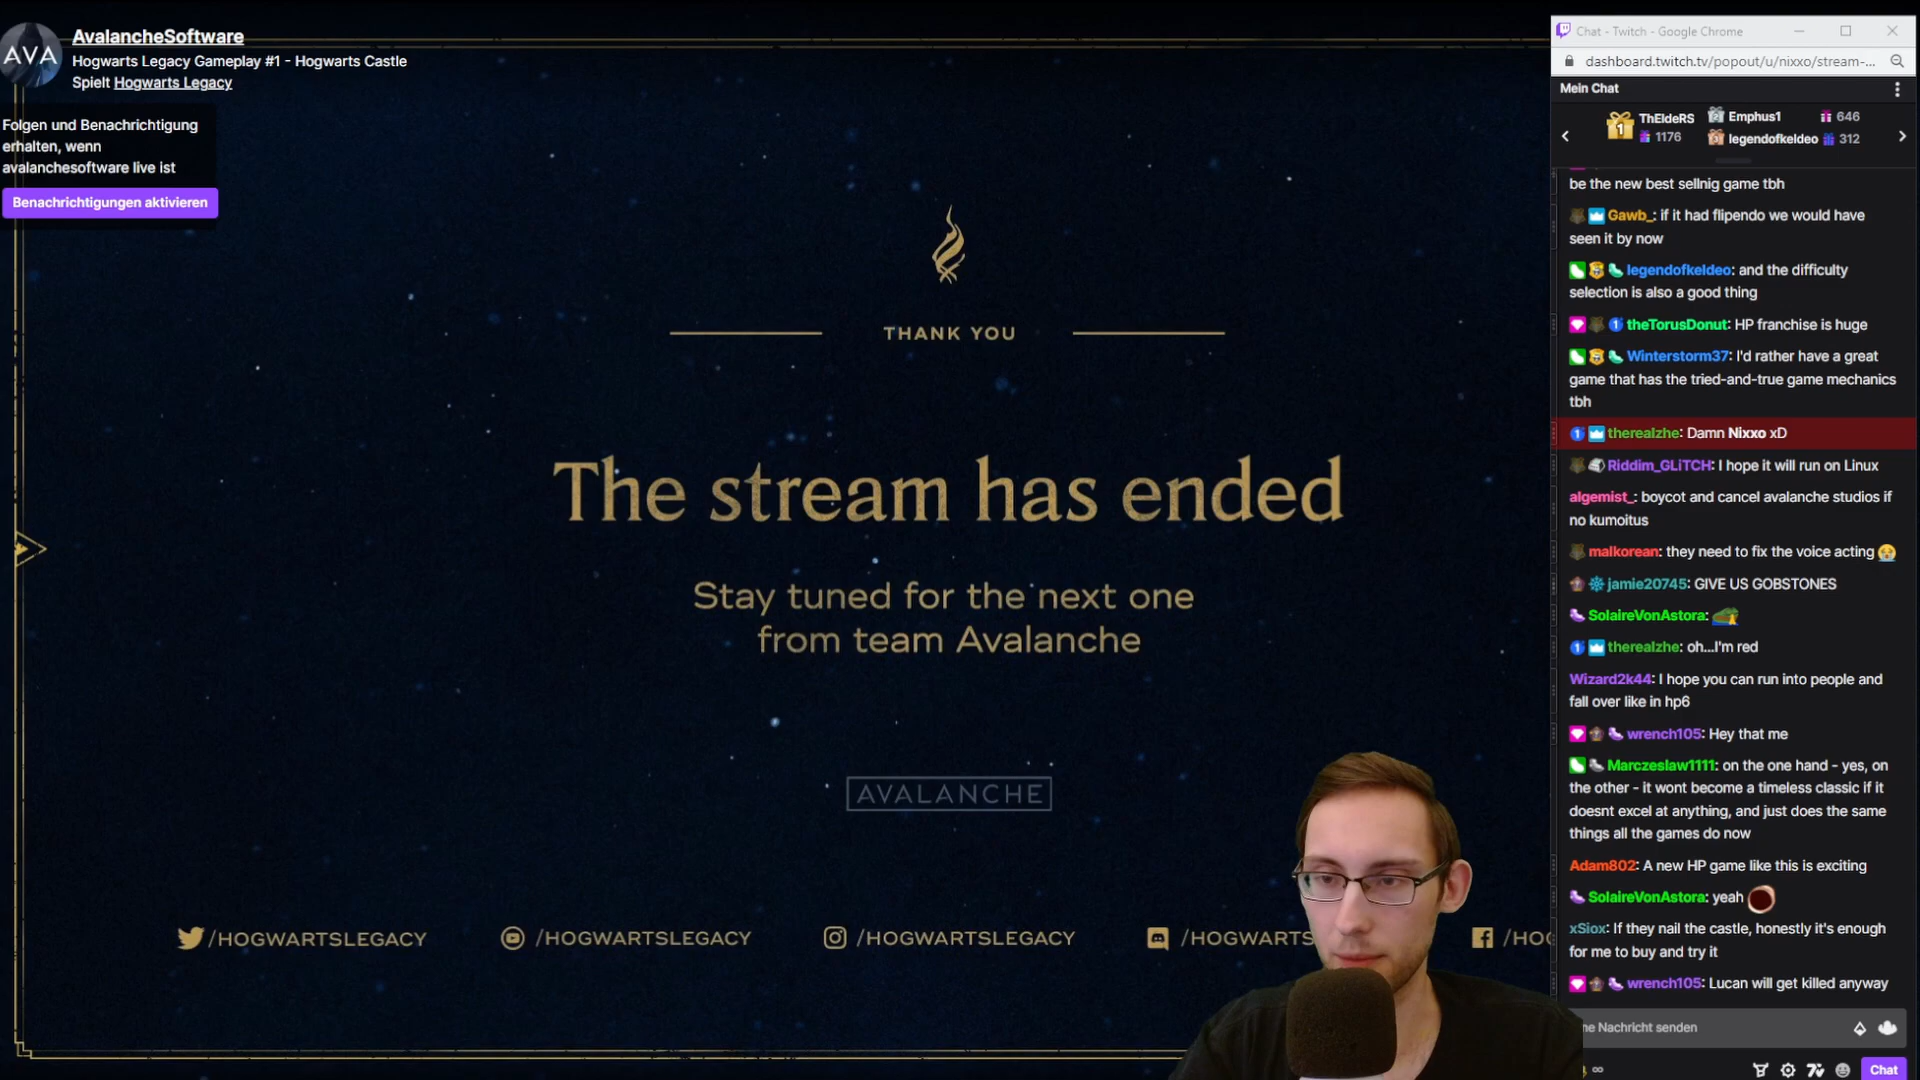 AVA
AvalancheSoftware
Hogwarts Legacy Gameplay #1 - Hogwarts Castle
Spielt Hogwarts Legacy
Folgen und Benachrichtigung
erhalten, wenn
avalanchesoftware live ist
Benachrichtigungen aktivieren
THANK YOU
The stream has ended
Stay tuned for the next one
from team Avalanche
AVALANCHE
/HOGWARTSLEGACY
/HOGWARTSLEGACY
/HOGWARTSLEGACY
/HOGWARTS
/HO
Chat - Twitch - Google Chrome
dashboard.twitch.tv/popout/u/nixxo/stream-...
Mein Chat
1 ThEldeRS 1176
Emphus1 646
legendofkeldeo 312
be the new best sellnig game tbh
Gawb_: if it had flipendo we would have
seen it by now
legendofkeldeo: and the difficulty
selection is also a good thing
theTorusDonut: HP franchise is huge
Winterstorm37: I'd rather have a great
game that has the tried-and-true game mechanics
tbh
therealzhe: Damn Nixxo xD
Riddim_GLiTCH: I hope it will run on Linux
algemist_: boycot and cancel avalanche studios if
no kumoitus
malkorean: they need to fix the voice acting
jamie20745: GIVE US GOBSTONES
SolaireVonAstora:
therealzhe: oh...I'm red
Wizard2k44: I hope you can run into people and
fall over like in hp6
wrench105: Hey that me
Marczeslaw1111: on the one hand - yes, on
the other - it wont become a timeless classic if it
doesnt excel at anything, and just does the same
things all the games do now
Adam802: A new HP game like this is exciting
SolaireVonAstora: yeah
xSiox: If they nail the castle, honestly it's enough
for me to buy and try it
wrench105: Lucan will get killed anyway
ne Nachricht senden
∞
Chat